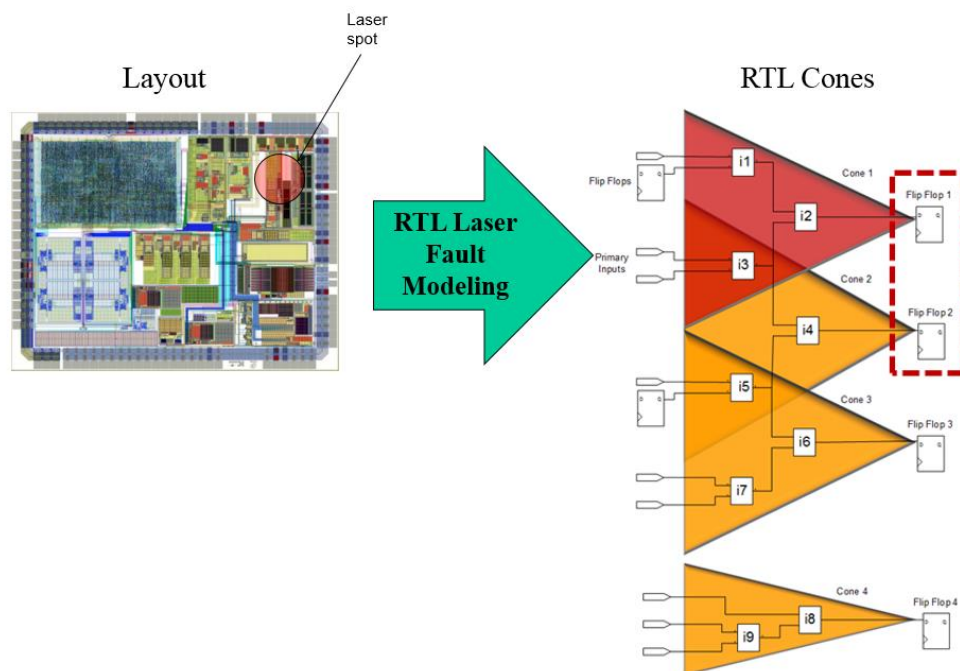 Laser
spot
Layout
RTL Cones
RTL Laser
Fault
Modeling
i1
Cone 1
Flip Flops
Flip Flop 1
i2
Primary
Inputs
i3
Cone 2
i4
Flip Flop 2
i5
Cone 3
i6
Flip Flop 3
i7
Cone 4
Flip Flop 4
i8
i9